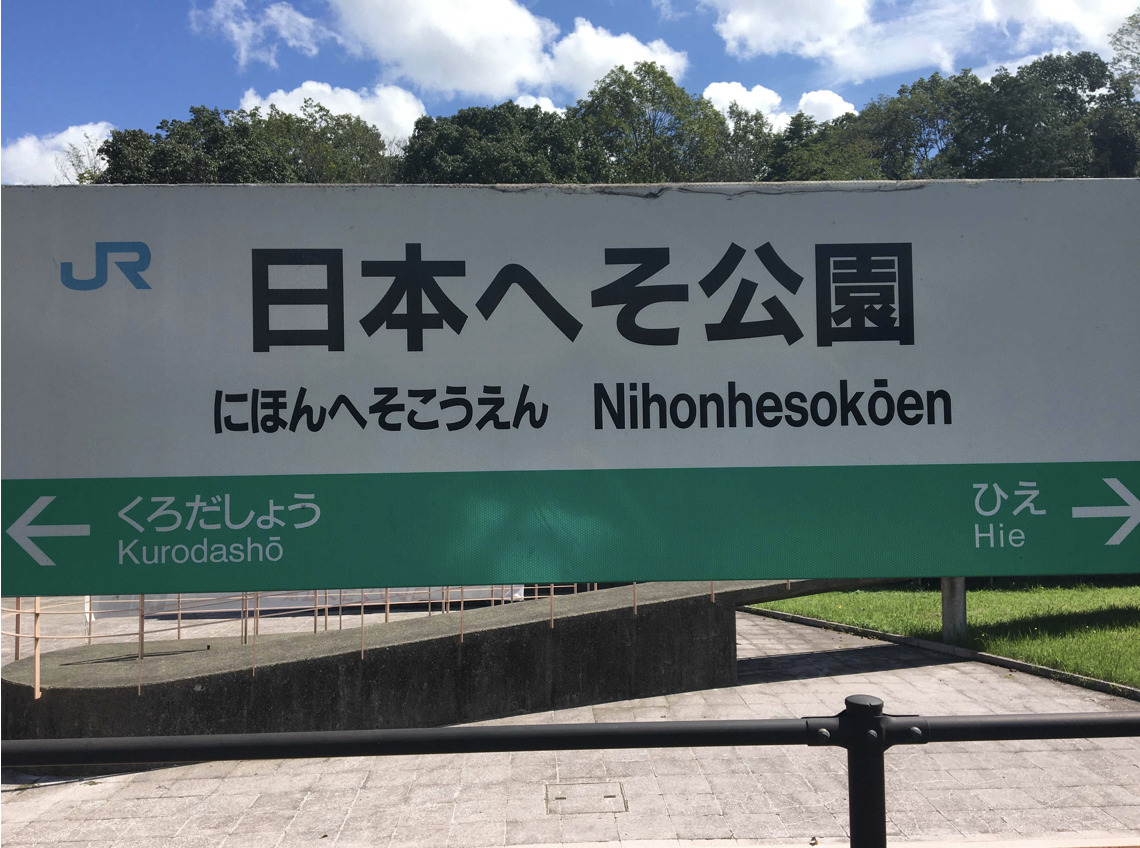 JR
日本へそ公園
にほんへそこうえん Nihonhesokōen
← くろだしょう
Kurodashō
ひえ →
Hie